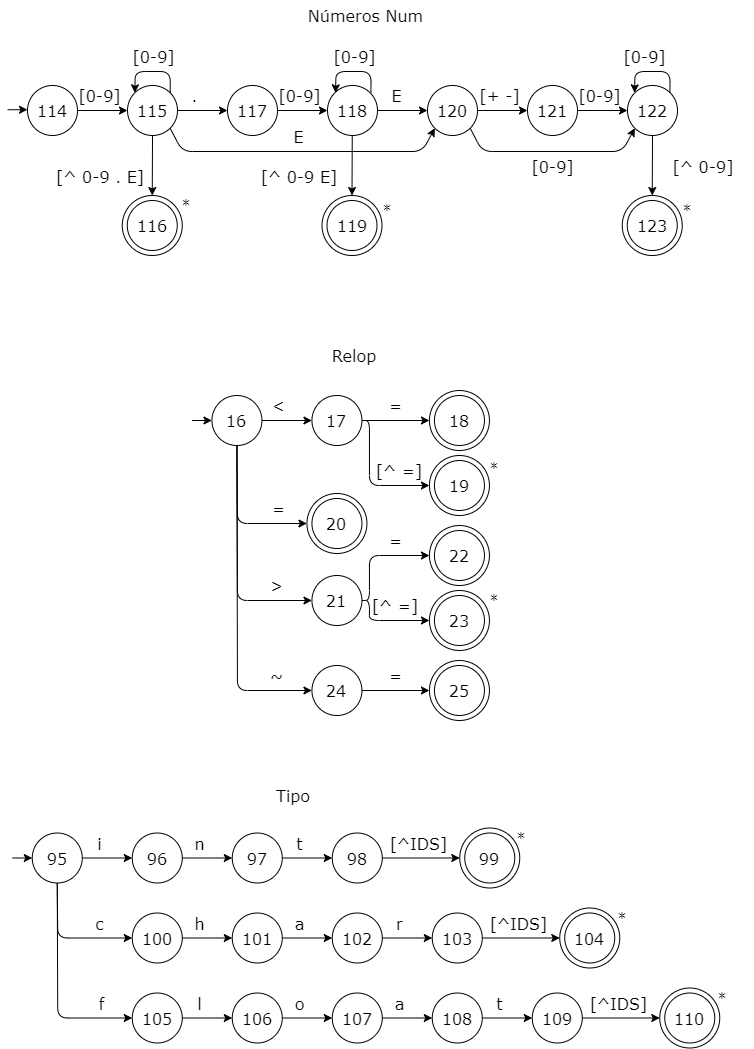 Números Num
[0-9] [0-9] [0-9]
114 [0-9] 115 . 117 [0-9] 118 E 120 [+ -] 121 [0-9] 122
E [0-9]
[^ 0-9 . E] [^ 0-9 E] [^ 0-9]
116 * 119 * 123 *
Relop
16 < 17 = 18
[^ =] 19 *
= 20
= 22
> 21
[^ =] 23 *
~ 24 = 25
Tipo
95 i 96 n 97 t 98 [^IDS] 99 *
c 100 h 101 a 102 r 103 [^IDS] 104 *
f 105 l 106 o 107 a 108 t 109 [^IDS] 110 *